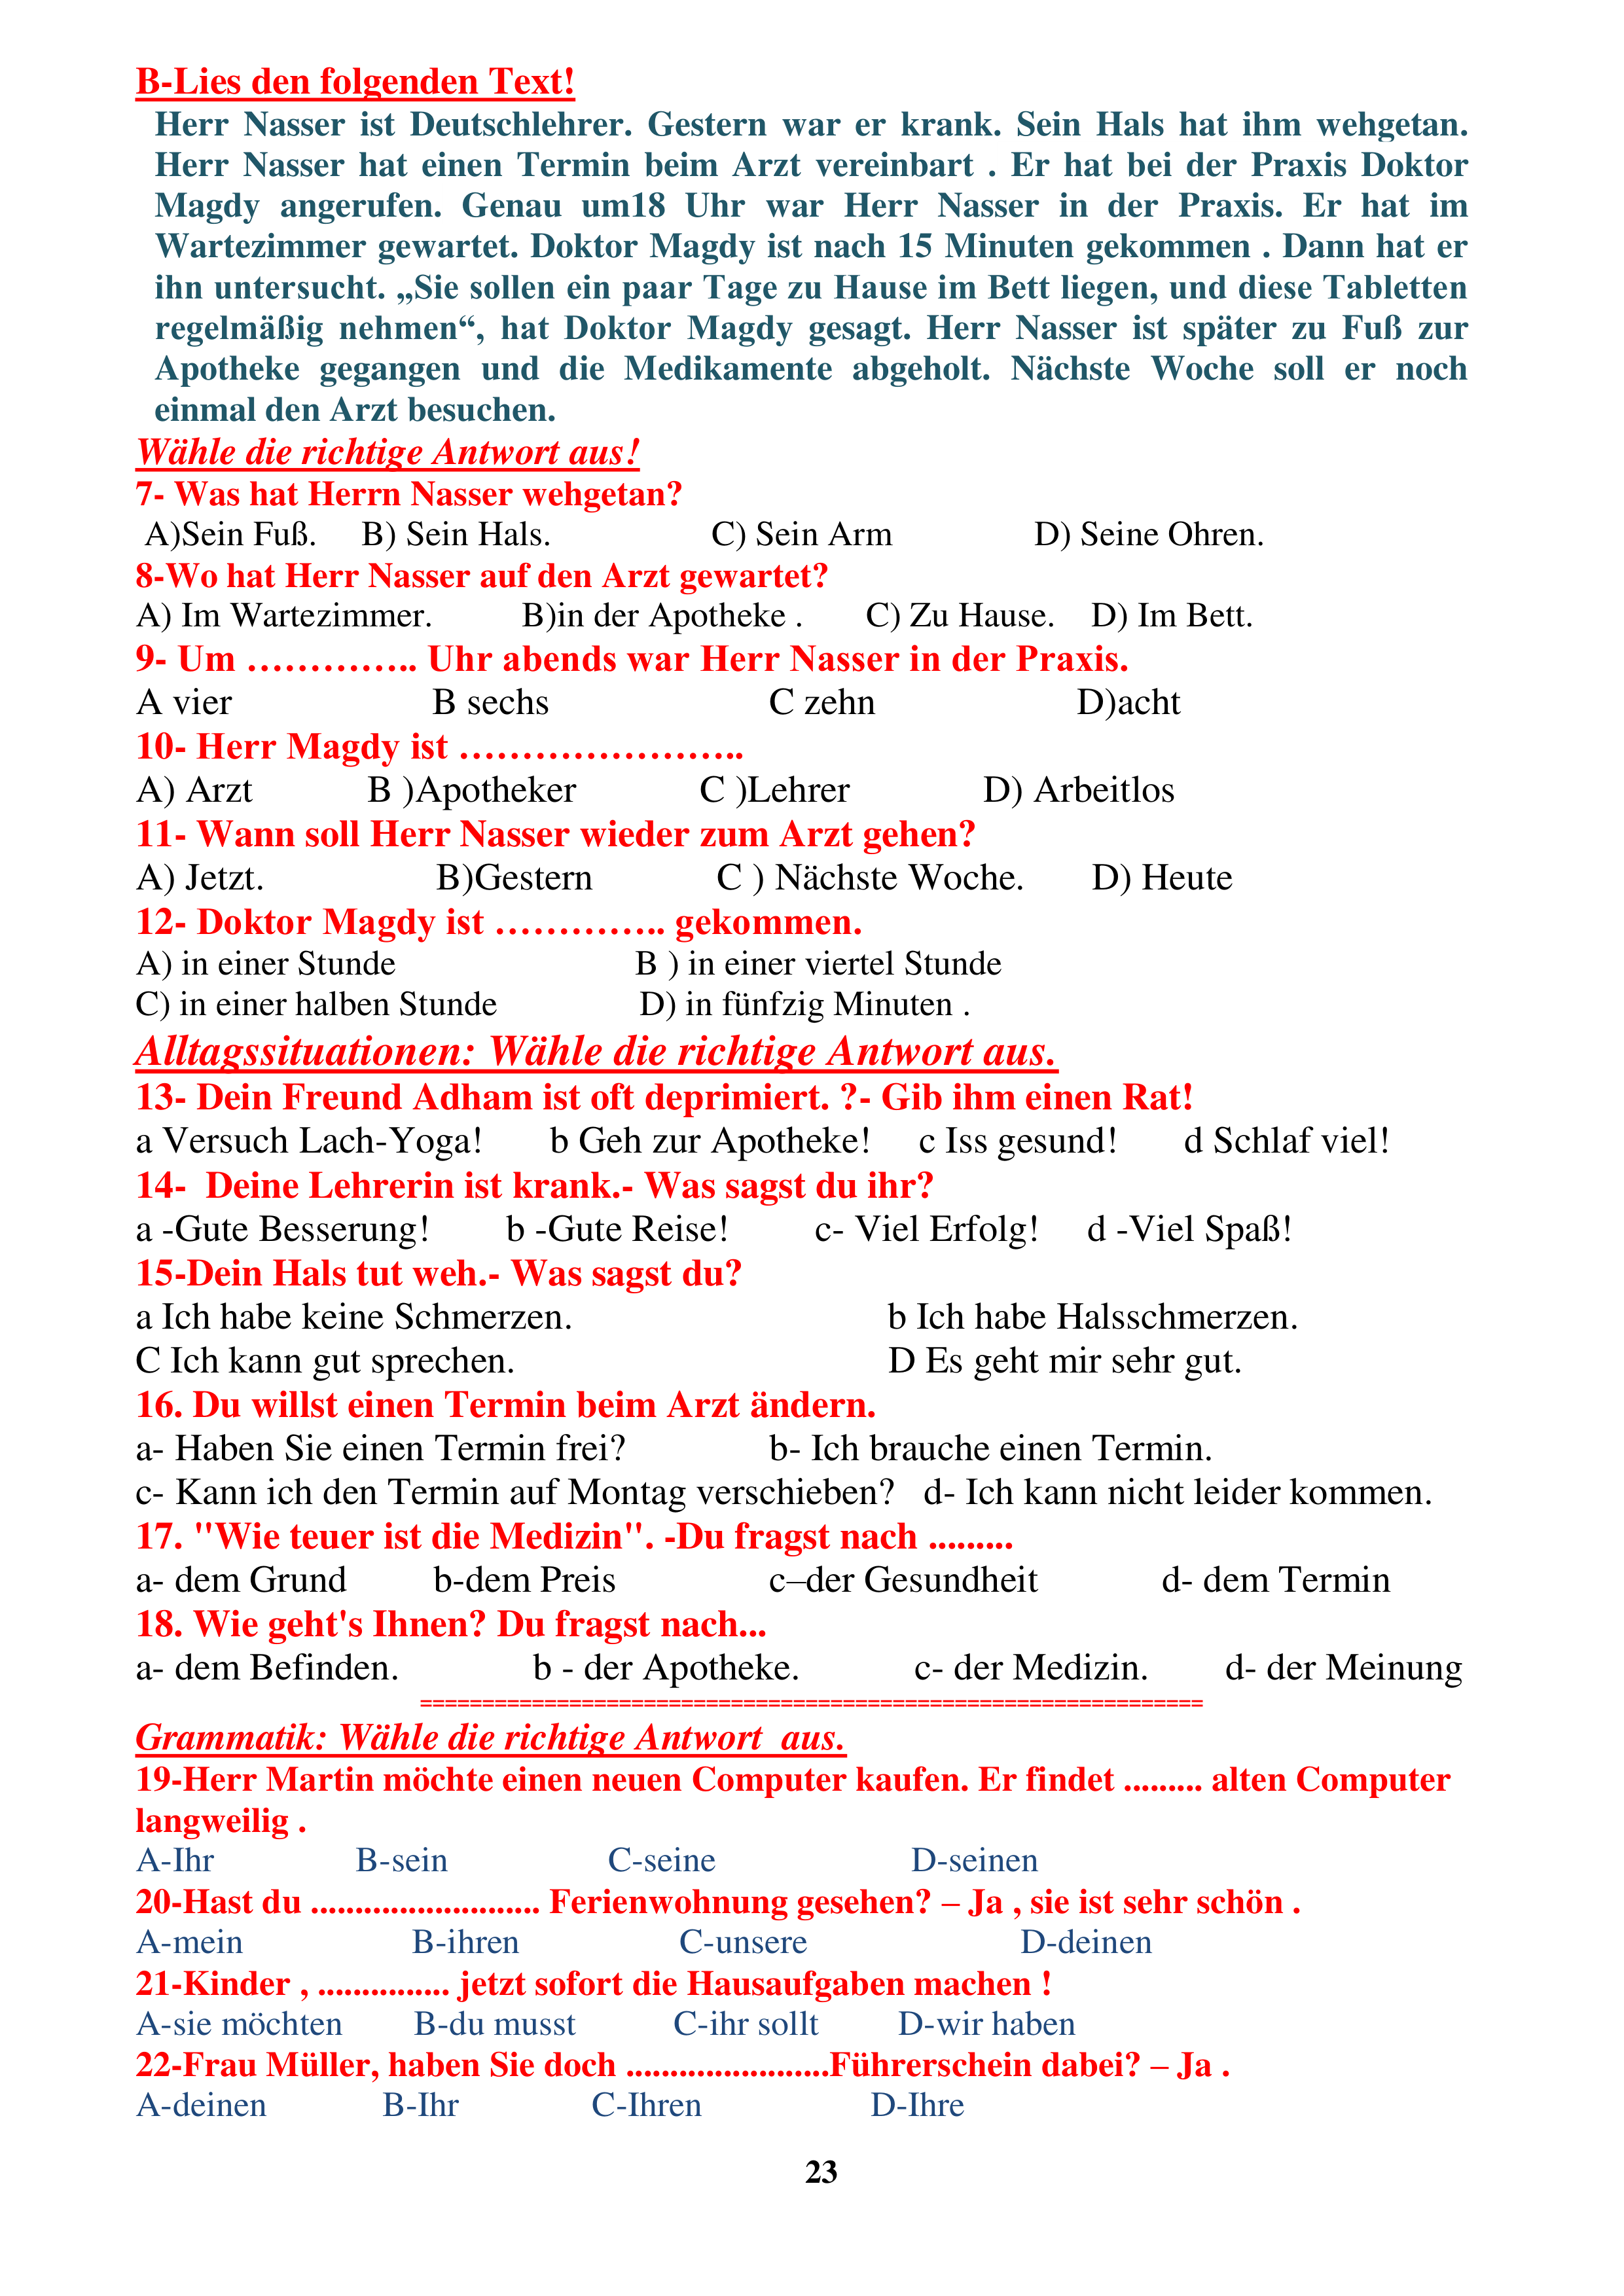 B-Lies den folgenden Text!
Herr Nasser ist Deutschlehrer. Gestern war er krank. Sein Hals hat ihm wehgetan.
Herr Nasser hat einen Termin beim Arzt vereinbart . Er hat bei der Praxis Doktor
Magdy angerufen. Genau um18 Uhr war Herr Nasser in der Praxis. Er hat im
Wartezimmer gewartet. Doktor Magdy ist nach 15 Minuten gekommen . Dann hat er
ihn untersucht. „Sie sollen ein paar Tage zu Hause im Bett liegen, und diese Tabletten
regelmäßig nehmen“, hat Doktor Magdy gesagt. Herr Nasser ist später zu Fuß zur
Apotheke gegangen und die Medikamente abgeholt. Nächste Woche soll er noch
einmal den Arzt besuchen.
Wähle die richtige Antwort aus!
7- Was hat Herrn Nasser wehgetan?
A)Sein Fuß. B) Sein Hals. C) Sein Arm D) Seine Ohren.
8-Wo hat Herr Nasser auf den Arzt gewartet?
A) Im Wartezimmer. B)in der Apotheke . C) Zu Hause. D) Im Bett.
9- Um ………….. Uhr abends war Herr Nasser in der Praxis.
A vier B sechs C zehn D)acht
10- Herr Magdy ist …………………..
A) Arzt B )Apotheker C )Lehrer D) Arbeitlos
11- Wann soll Herr Nasser wieder zum Arzt gehen?
A) Jetzt. B)Gestern C ) Nächste Woche. D) Heute
12- Doktor Magdy ist ………….. gekommen.
A) in einer Stunde B ) in einer viertel Stunde
C) in einer halben Stunde D) in fünfzig Minuten .
Alltagssituationen: Wähle die richtige Antwort aus.
13- Dein Freund Adham ist oft deprimiert. ?- Gib ihm einen Rat!
a Versuch Lach-Yoga! b Geh zur Apotheke! c Iss gesund! d Schlaf viel!
14- Deine Lehrerin ist krank.- Was sagst du ihr?
a -Gute Besserung! b -Gute Reise! c- Viel Erfolg! d -Viel Spaß!
15-Dein Hals tut weh.- Was sagst du?
a Ich habe keine Schmerzen. b Ich habe Halsschmerzen.
C Ich kann gut sprechen. D Es geht mir sehr gut.
16. Du willst einen Termin beim Arzt ändern.
a- Haben Sie einen Termin frei? b- Ich brauche einen Termin.
c- Kann ich den Termin auf Montag verschieben? d- Ich kann nicht leider kommen.
17. "Wie teuer ist die Medizin". -Du fragst nach .........
a- dem Grund b-dem Preis c–der Gesundheit d- dem Termin
18. Wie geht's Ihnen? Du fragst nach...
a- dem Befinden. b - der Apotheke. c- der Medizin. d- der Meinung
================================================================
Grammatik: Wähle die richtige Antwort aus.
19-Herr Martin möchte einen neuen Computer kaufen. Er findet ......... alten Computer
langweilig .
A-Ihr B-sein C-seine D-seinen
20-Hast du .......................... Ferienwohnung gesehen? – Ja , sie ist sehr schön .
A-mein B-ihren C-unsere D-deinen
21-Kinder , ............... jetzt sofort die Hausaufgaben machen !
A-sie möchten B-du musst C-ihr sollt D-wir haben
22-Frau Müller, haben Sie doch .......................Führerschein dabei? – Ja .
A-deinen B-Ihr C-Ihren D-Ihre
23